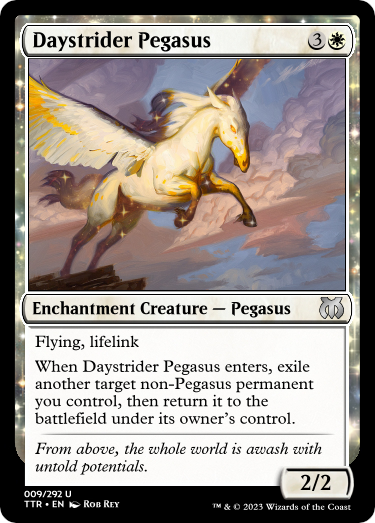 Daystrider Pegasus 3
Enchantment Creature — Pegasus
Flying, lifelink
When Daystrider Pegasus enters, exile
another target non-Pegasus permanent
you control, then return it to the
battlefield under its owner's control.
From above, the whole world is awash with
untold potentials.
2/2
009/292 U
TTR • EN Rob Rey
™ & © 2023 Wizards of the Coast